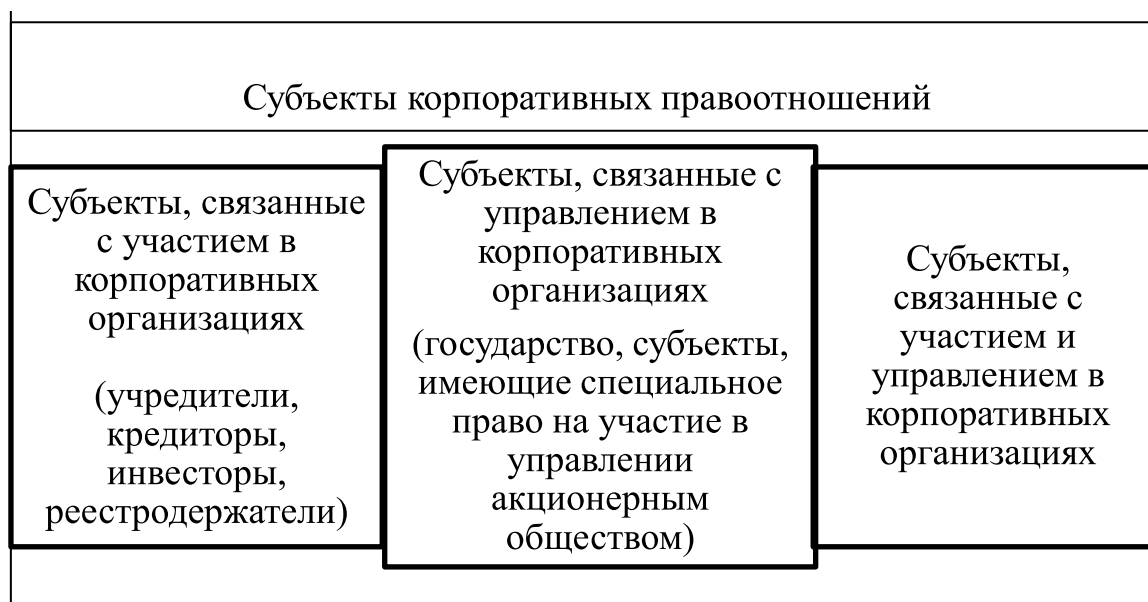 Субъекты корпоративных правоотношений
Субъекты, связанные
с участием в
корпоративных
организациях
(учредители,
кредиторы,
инвесторы,
реестродержатели)
Субъекты, связанные с
управлением в
корпоративных
организациях
(государство, субъекты,
имеющие специальное
право на участие в
управлении
акционерным
обществом)
Субъекты,
связанные с
участием и
управлением в
корпоративных
организациях